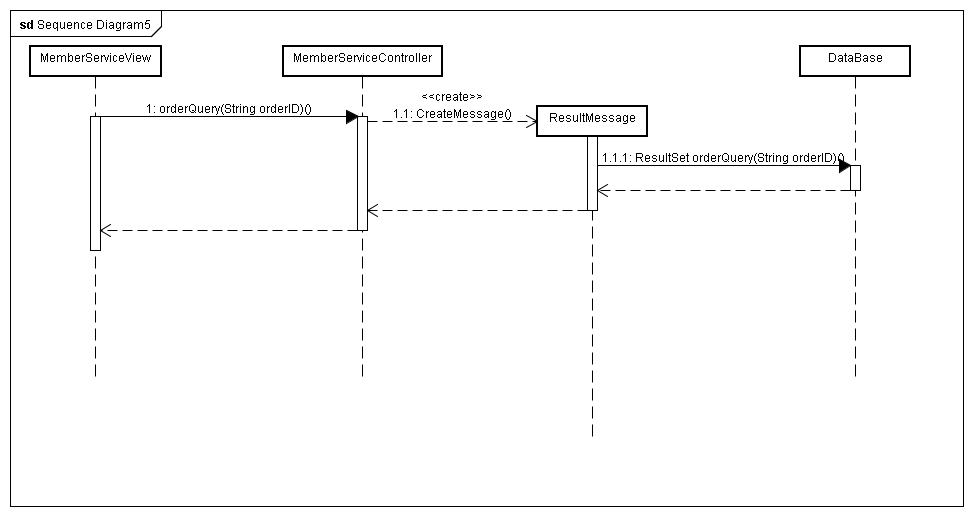 sd Sequence Diagram5
MemberServiceView
MemberServiceController
DataBase
<<create>>
1: orderQuery(String orderID)()
1.1: CreateMessage()
ResultMessage
1.1.1: ResultSet orderQuery(String orderID)()